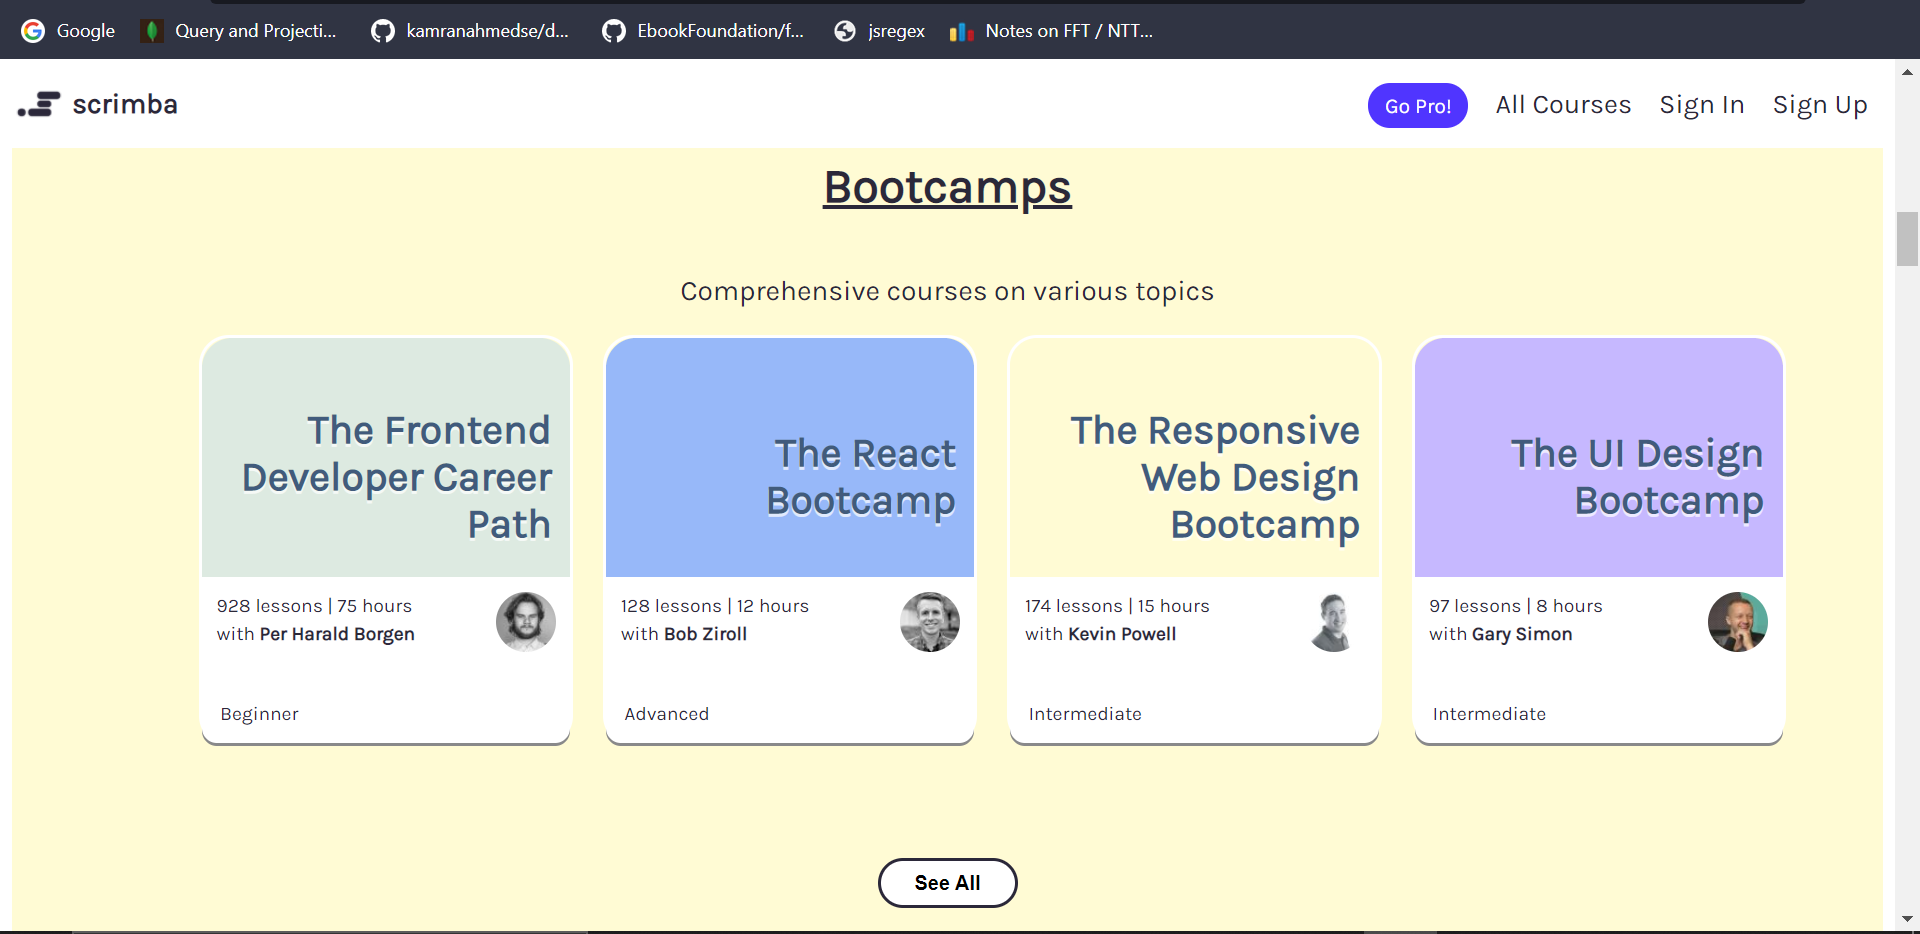 Google Query and Projecti... kamranahmedse/d... EbookFoundation/f... jsregex Notes on FFT / NTT...
scrimba Go Pro! All Courses Sign In Sign Up
Bootcamps
Comprehensive courses on various topics
The Frontend
Developer Career
Path
928 lessons | 75 hours
with Per Harald Borgen
Beginner
The React
Bootcamp
128 lessons | 12 hours
with Bob Ziroll
Advanced
The Responsive
Web Design
Bootcamp
174 lessons | 15 hours
with Kevin Powell
Intermediate
The UI Design
Bootcamp
97 lessons | 8 hours
with Gary Simon
Intermediate
See All